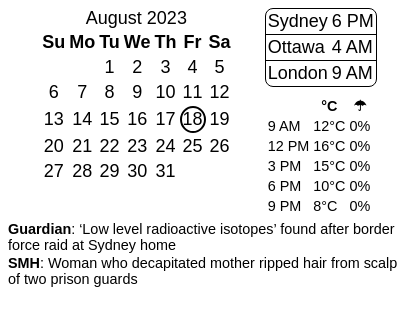 August 2023
Su Mo Tu We Th Fr Sa
1 2 3 4 5
6 7 8 9 10 11 12
13 14 15 16 17 18 19
20 21 22 23 24 25 26
27 28 29 30 31
Sydney 6 PM
Ottawa 4 AM
London 9 AM
°C ☂
9 AM 12°C 0%
12 PM 16°C 0%
3 PM 15°C 0%
6 PM 10°C 0%
9 PM 8°C 0%
Guardian: ‘Low level radioactive isotopes’ found after border
force raid at Sydney home
SMH: Woman who decapitated mother ripped hair from scalp
of two prison guards